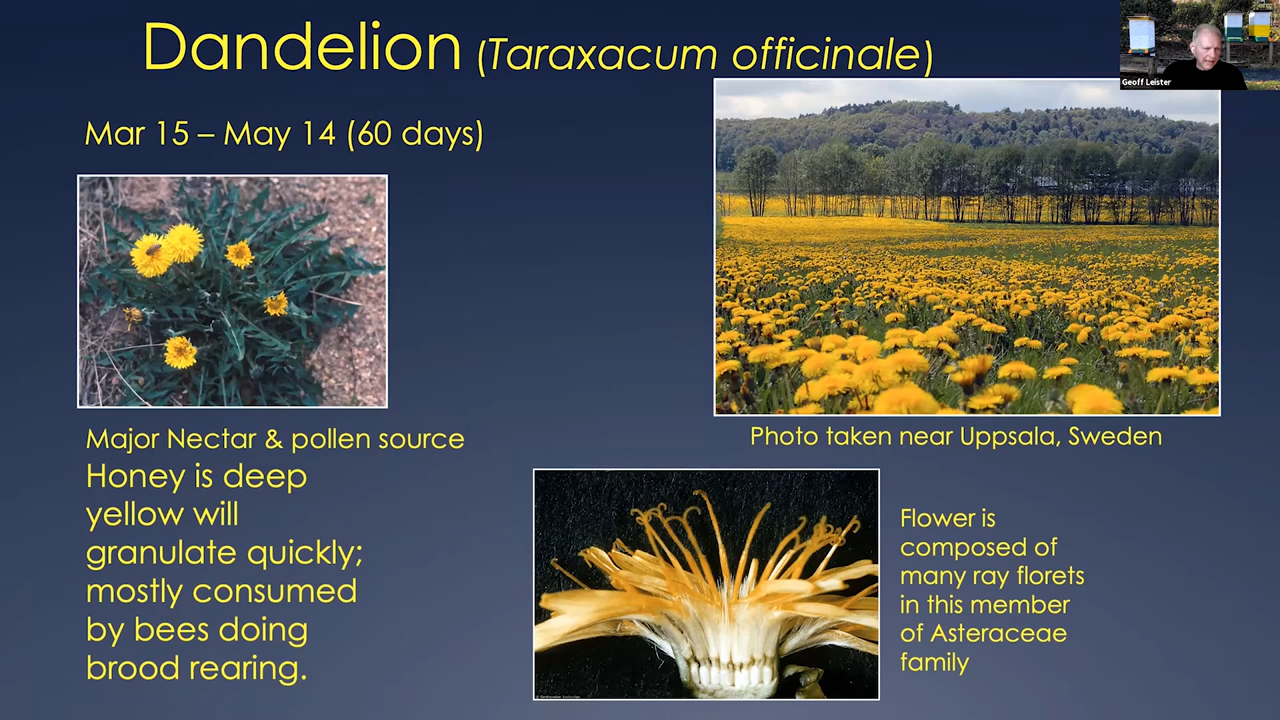 Dandelion (Taraxacum officinale)
Geoff Leister
Mar 15 – May 14 (60 days)
Major Nectar & pollen source
Honey is deep
yellow will
granulate quickly;
mostly consumed
by bees doing
brood rearing.
Photo taken near Uppsala, Sweden
Flower is
composed of
many ray florets
in this member
of Asteraceae
family